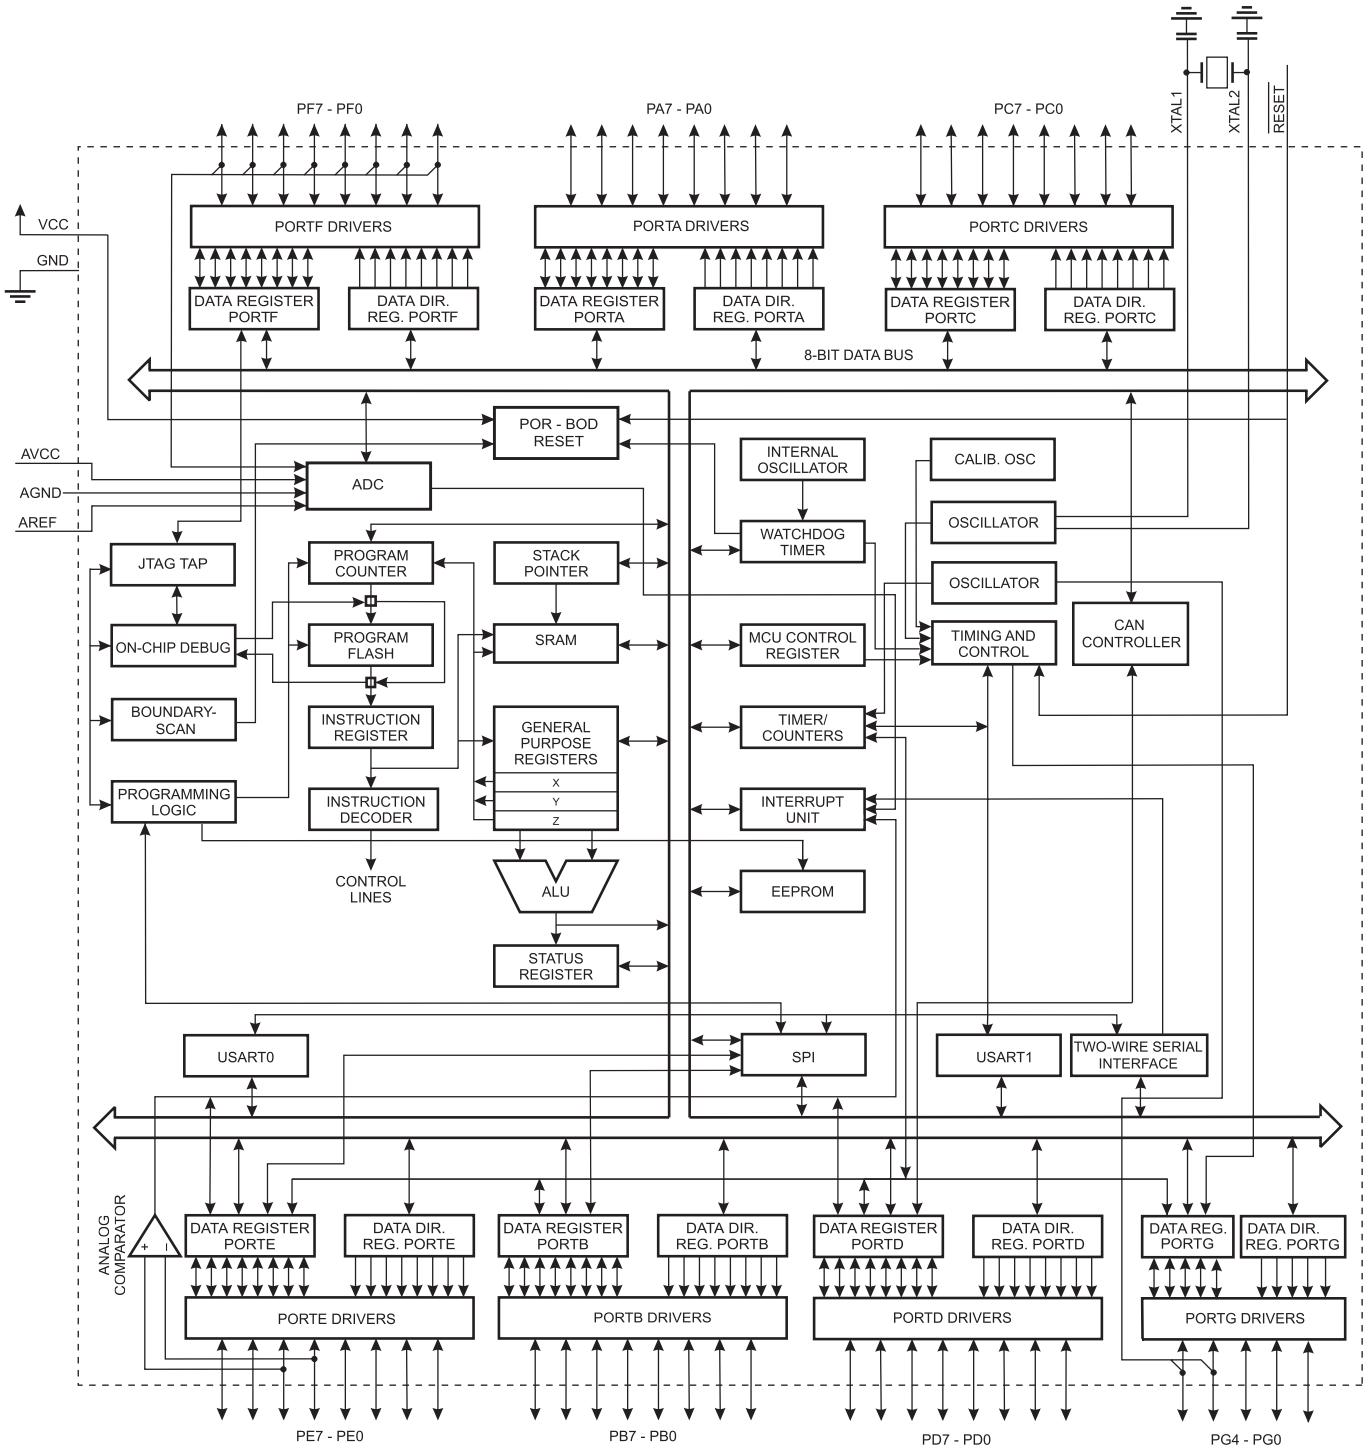 XTAL1
XTAL2
RESET
PF7 - PF0
PA7 - PA0
PC7 - PC0
VCC
GND
PORTF DRIVERS
PORTA DRIVERS
PORTC DRIVERS
DATA REGISTER
PORTF
DATA DIR.
REG. PORTF
DATA REGISTER
PORTA
DATA DIR.
REG. PORTA
DATA REGISTER
PORTC
DATA DIR.
REG. PORTC
8-BIT DATA BUS
POR - BOD
RESET
INTERNAL
OSCILLATOR
CALIB. OSC
AVCC
AGND
AREF
ADC
OSCILLATOR
WATCHDOG
TIMER
JTAG TAP
PROGRAM
COUNTER
STACK
POINTER
OSCILLATOR
ON-CHIP DEBUG
PROGRAM
FLASH
SRAM
MCU CONTROL
REGISTER
TIMING AND
CONTROL
CAN
CONTROLLER
BOUNDARY-
SCAN
INSTRUCTION
REGISTER
GENERAL
PURPOSE
REGISTERS
X
Y
Z
TIMER/
COUNTERS
PROGRAMMING
LOGIC
INSTRUCTION
DECODER
INTERRUPT
UNIT
CONTROL
LINES
ALU
EEPROM
STATUS
REGISTER
USART0
SPI
USART1
TWO-WIRE SERIAL
INTERFACE
ANALOG
COMPARATOR
+
−
DATA REGISTER
PORTE
DATA DIR.
REG. PORTE
DATA REGISTER
PORTB
DATA DIR.
REG. PORTB
DATA REGISTER
PORTD
DATA DIR.
REG. PORTD
DATA REG.
PORTG
DATA DIR.
REG. PORTG
PORTE DRIVERS
PORTB DRIVERS
PORTD DRIVERS
PORTG DRIVERS
PE7 - PE0
PB7 - PB0
PD7 - PD0
PG4 - PG0